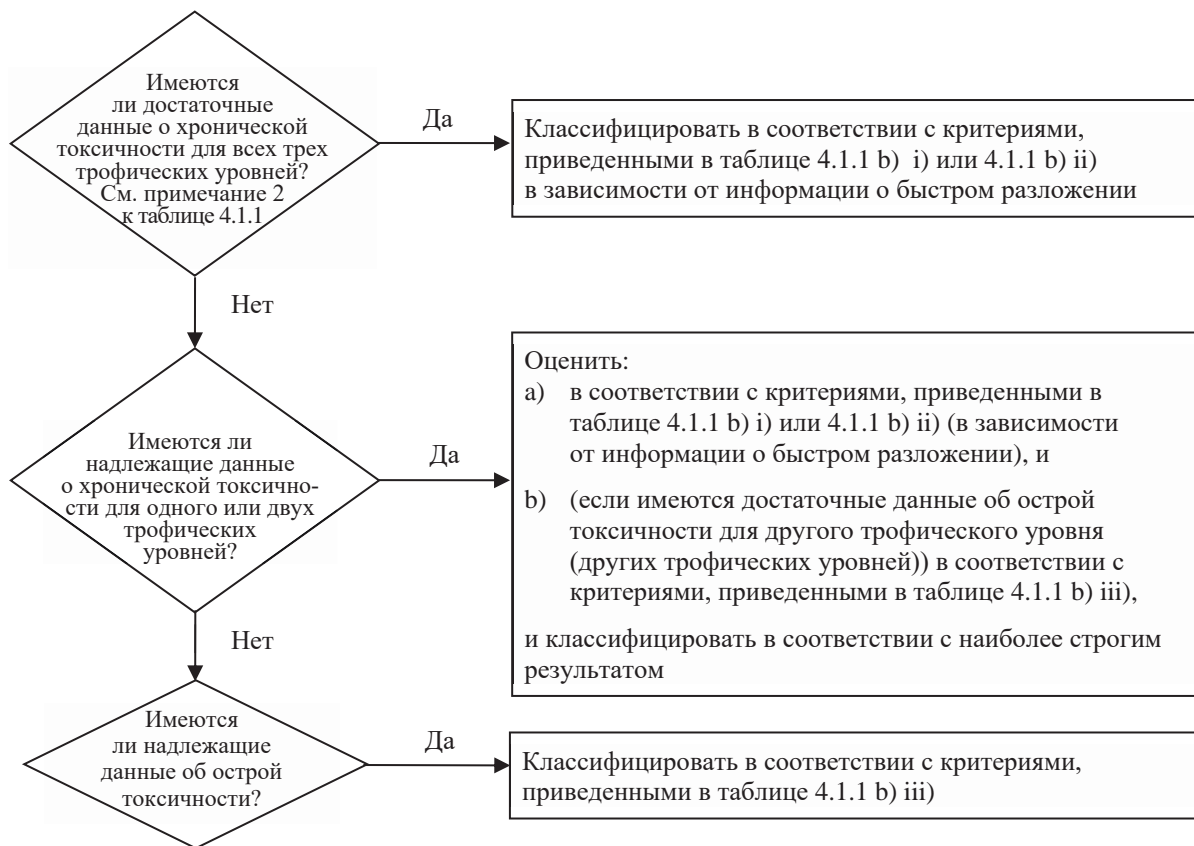 Имеются
ли достаточные
данные о хронической
токсичности для всех трех
трофических уровней?
См. примечание 2
к таблице 4.1.1
Да
Классифицировать в соответствии с критериями,
приведенными в таблице 4.1.1 b) i) или 4.1.1 b) ii)
в зависимости от информации о быстром разложении
Нет
Имеются ли
надлежащие данные
о хронической токсично-
сти для одного или двух
трофических
уровней?
Да
Оценить:
a) в соответствии с критериями, приведенными в
таблице 4.1.1 b) i) или 4.1.1 b) ii) (в зависимости
от информации о быстром разложении), и
b) (если имеются достаточные данные об острой
токсичности для другого трофического уровня
(других трофических уровней)) в соответствии с
критериями, приведенными в таблице 4.1.1 b) iii),
и классифицировать в соответствии с наиболее строгим
результатом
Нет
Имеются
ли надлежащие
данные об острой
токсичности?
Да
Классифицировать в соответствии с критериями,
приведенными в таблице 4.1.1 b) iii)